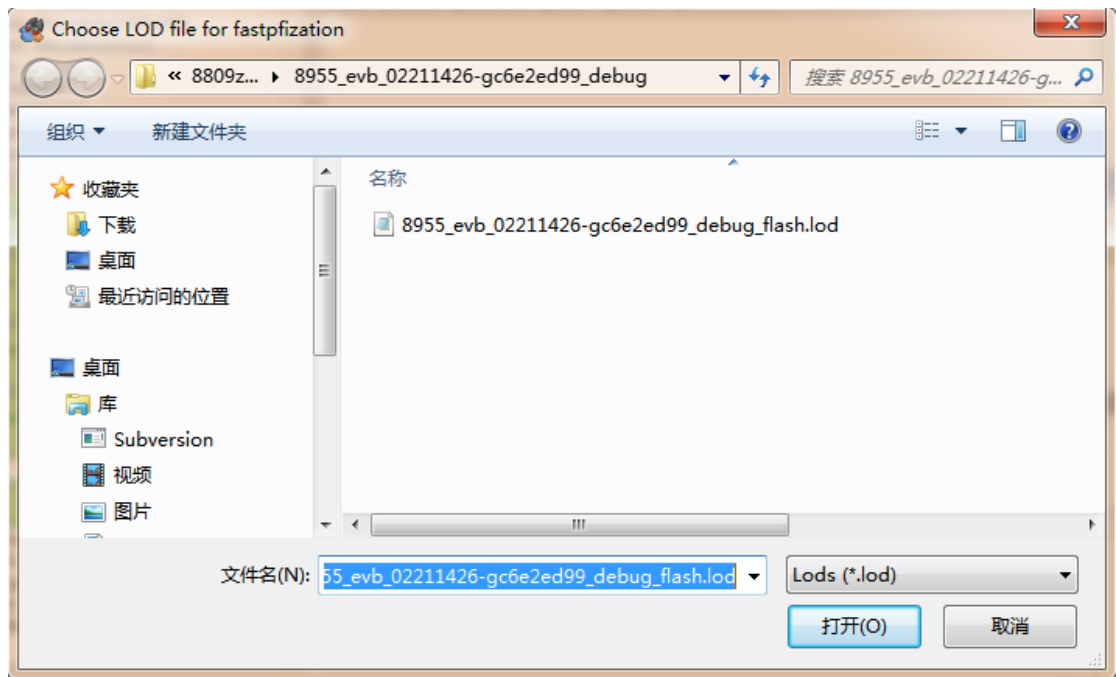 Choose LOD file for fastpfization
« 8809z... 8955_evb_02211426-gc6e2ed99_debug 搜索 8955_evb_02211426-g...
组织 新建文件夹
收藏夹
下载
桌面
最近访问的位置
桌面
库
Subversion
视频
图片
名称
8955_evb_02211426-gc6e2ed99_debug_flash.lod
文件名(N): 55_evb_02211426-gc6e2ed99_debug_flash.lod Lods (*.lod)
打开(O) 取消